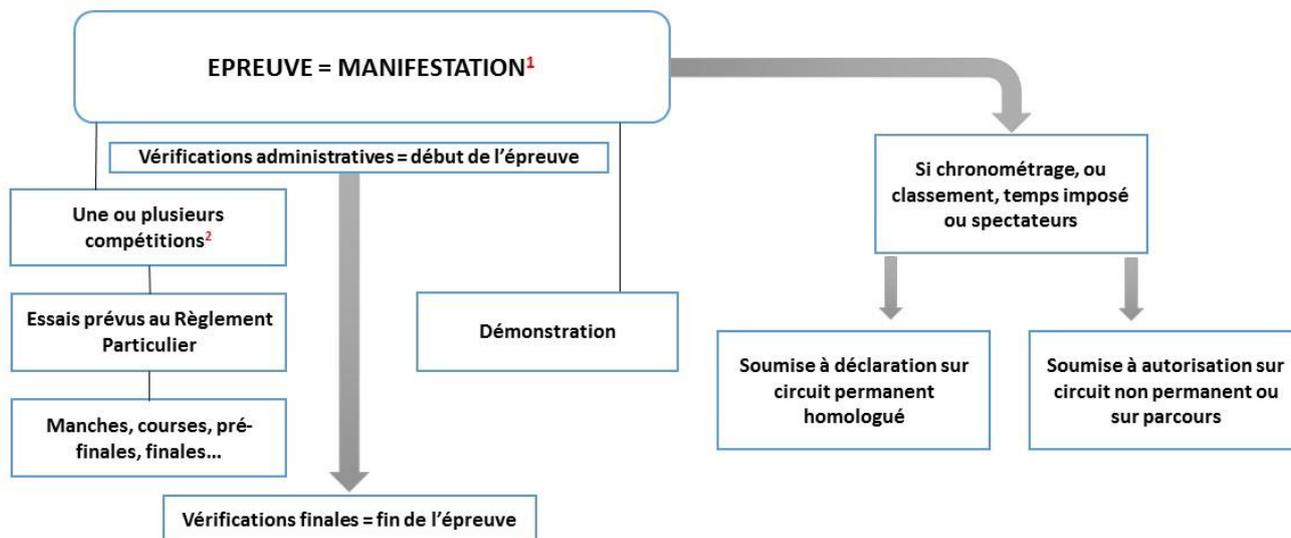 EPREUVE = MANIFESTATION¹
Vérifications administratives = début de l'épreuve
Une ou plusieurs
compétitions²
Essais prévus au Règlement
Particulier
Manches, courses, pré-
finales, finales...
Démonstration
Vérifications finales = fin de l'épreuve
Si chronométrage, ou
classement, temps imposé
ou spectateurs
Soumise à déclaration sur
circuit permanent
homologué
Soumise à autorisation sur
circuit non permanent ou
sur parcours